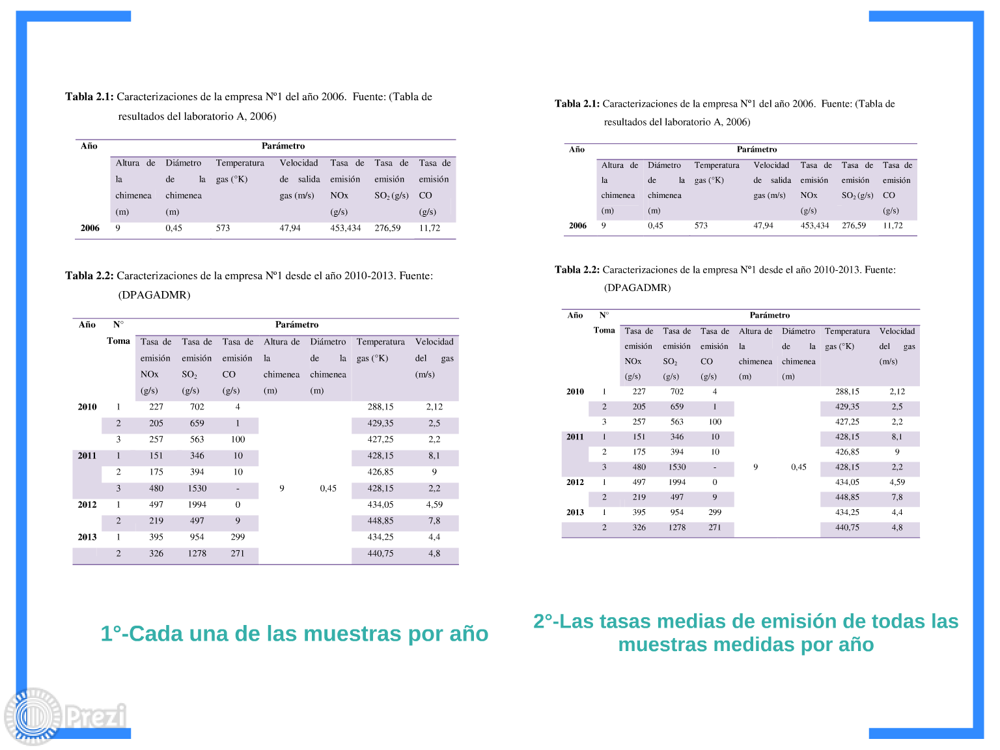 Tabla 2.1: Caracterizaciones de la empresa Nº1 del año 2006. Fuente: (Tabla de
resultados del laboratorio A, 2006)
Año Parámetro
Altura de Diámetro Temperatura Velocidad Tasa de Tasa de Tasa de
la de la gas (°K) de salida emisión emisión emisión
chimenea chimenea gas (m/s) NOx SO₂ (g/s) CO
(m) (m) (g/s) (g/s)
2006 9 0,45 573 47,94 453,434 276,59 11,72
Tabla 2.2: Caracterizaciones de la empresa Nº1 desde el año 2010-2013. Fuente:
(DPAGADMR)
Año N° Parámetro
Toma Tasa de Tasa de Tasa de Altura de Diámetro Temperatura Velocidad
emisión emisión emisión la de la gas (°K) del gas
NOx SO₂ CO chimenea chimenea (m/s)
(g/s) (g/s) (g/s) (m) (m)
2010 1 227 702 4 288,15 2,12
2 205 659 1 429,35 2,5
3 257 563 100 427,25 2,2
2011 1 151 346 10 428,15 8,1
2 175 394 10 426,85 9
3 480 1530 - 9 0,45 428,15 2,2
2012 1 497 1994 0 434,05 4,59
2 219 497 9 448,85 7,8
2013 1 395 954 299 434,25 4,4
2 326 1278 271 440,75 4,8
1°-Cada una de las muestras por año
Tabla 2.1: Caracterizaciones de la empresa Nº1 del año 2006. Fuente: (Tabla de
resultados del laboratorio A, 2006)
Año Parámetro
Altura de Diámetro Temperatura Velocidad Tasa de Tasa de Tasa de
la de la gas (°K) de salida emisión emisión emisión
chimenea chimenea gas (m/s) NOx SO₂ (g/s) CO
(m) (m) (g/s) (g/s)
2006 9 0,45 573 47,94 453,434 276,59 11,72
Tabla 2.2: Caracterizaciones de la empresa Nº1 desde el año 2010-2013. Fuente:
(DPAGADMR)
Año N° Parámetro
Toma Tasa de Tasa de Tasa de Altura de Diámetro Temperatura Velocidad
emisión emisión emisión la de la gas (°K) del gas
NOx SO₂ CO chimenea chimenea (m/s)
(g/s) (g/s) (g/s) (m) (m)
2010 1 227 702 4 288,15 2,12
2 205 659 1 429,35 2,5
3 257 563 100 427,25 2,2
2011 1 151 346 10 428,15 8,1
2 175 394 10 426,85 9
3 480 1530 - 9 0,45 428,15 2,2
2012 1 497 1994 0 434,05 4,59
2 219 497 9 448,85 7,8
2013 1 395 954 299 434,25 4,4
2 326 1278 271 440,75 4,8
2°-Las tasas medias de emisión de todas las
muestras medidas por año
Prezi